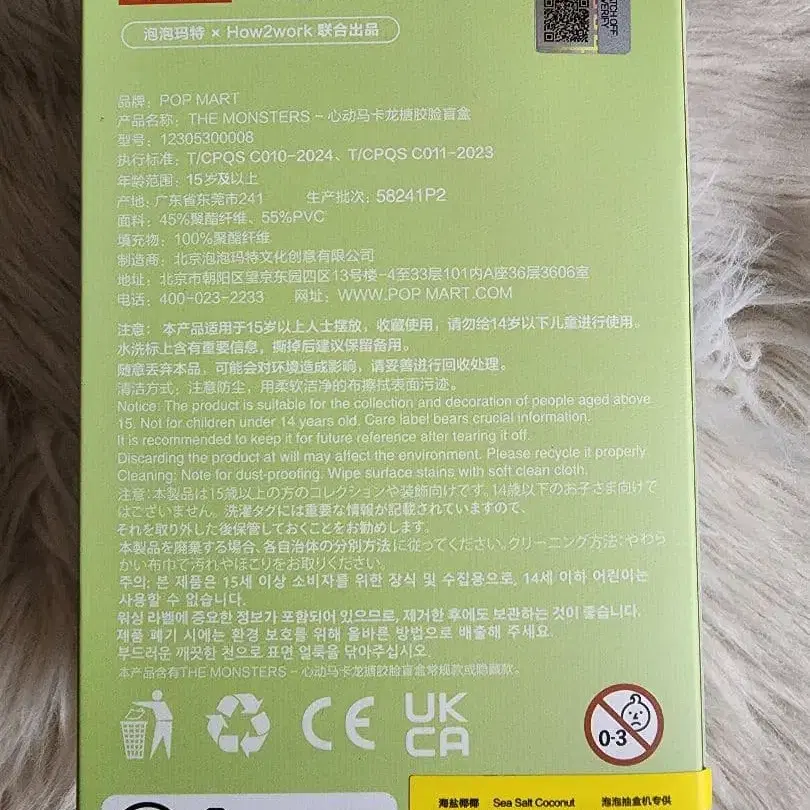 泡泡玛特 × How2work 联合出品
品牌：POP MART
产品名称：THE MONSTERS – 心动马卡龙搪胶脸盲盒
型号：12305300008
执行标准：T/CPQS C010-2024、T/CPQS C011-2023
年龄范围：15岁及以上
产地：广东省东莞市241 生产批次：58241P2
面料：45%聚酯纤维、55%PVC
填充物：100%聚酯纤维
制造商：北京泡泡玛特文化创意有限公司
地址：北京市朝阳区望京东园四区13号楼-4至33层101内A座36层3606室
电话：400-023-2233 网址：WWW.POP MART.COM
注意：本产品适用于15岁以上人士摆放，收藏使用，请勿给14岁以下儿童进行使用。
水洗标上含有重要信息，撕掉后建议保留备用。
随意丢弃本品，可能会对环境造成影响，请妥善进行回收处理。
清洁方式：注意防尘，用柔软洁净的布擦拭表面污迹。
Notice: The product is suitable for the collection and decoration of people aged above
15. Not for children under 14 years old. Care label bears crucial information.
It is recommended to keep it for future reference after tearing it off.
Discarding the product at will may affect the environment. Please recycle it properly
Cleaning: Note for dust-proofing. Wipe surface stains with soft clean cloth.
注意：本製品は15歳以上の方のコレクションや装飾向けです。14歳以下のお子さま向けで
はございません。洗濯タグには重要な情報が記載されていますので、
それを取り外した後保管しておくことをお勧めします。
本製品を廃棄する場合、各自治体の分別方法に従ってください。クリーニング方法：やわら
かい布巾で汚れやほこりをお取りください。
주의: 본 제품은 15세 이상 소비자를 위한 장식 및 수집용으로, 14세 이하 어린이는
사용할 수 없습니다.
워싱 라벨에 중요한 정보가 포함되어 있으므로, 제거한 후에도 보관하는 것이 좋습니다.
제품 폐기 시에는 환경 보호를 위해 올바른 방법으로 배출해 주세요.
부드러운 깨끗한 천으로 표면 얼룩을 닦아주십시오.
本产品含有THE MONSTERS – 心动马卡龙搪胶脸盲盒常规款或隐藏款。
CE
UK
CA
0-3
海盐椰椰 Sea Salt Coconut 泡泡抽盒机专供